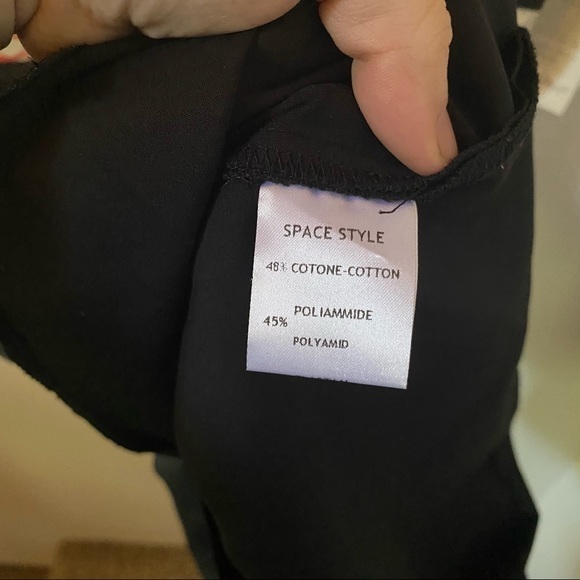 SPACE STYLE
48% COTONE-COTTON
45% POLIAMMIDE
POLYAMID